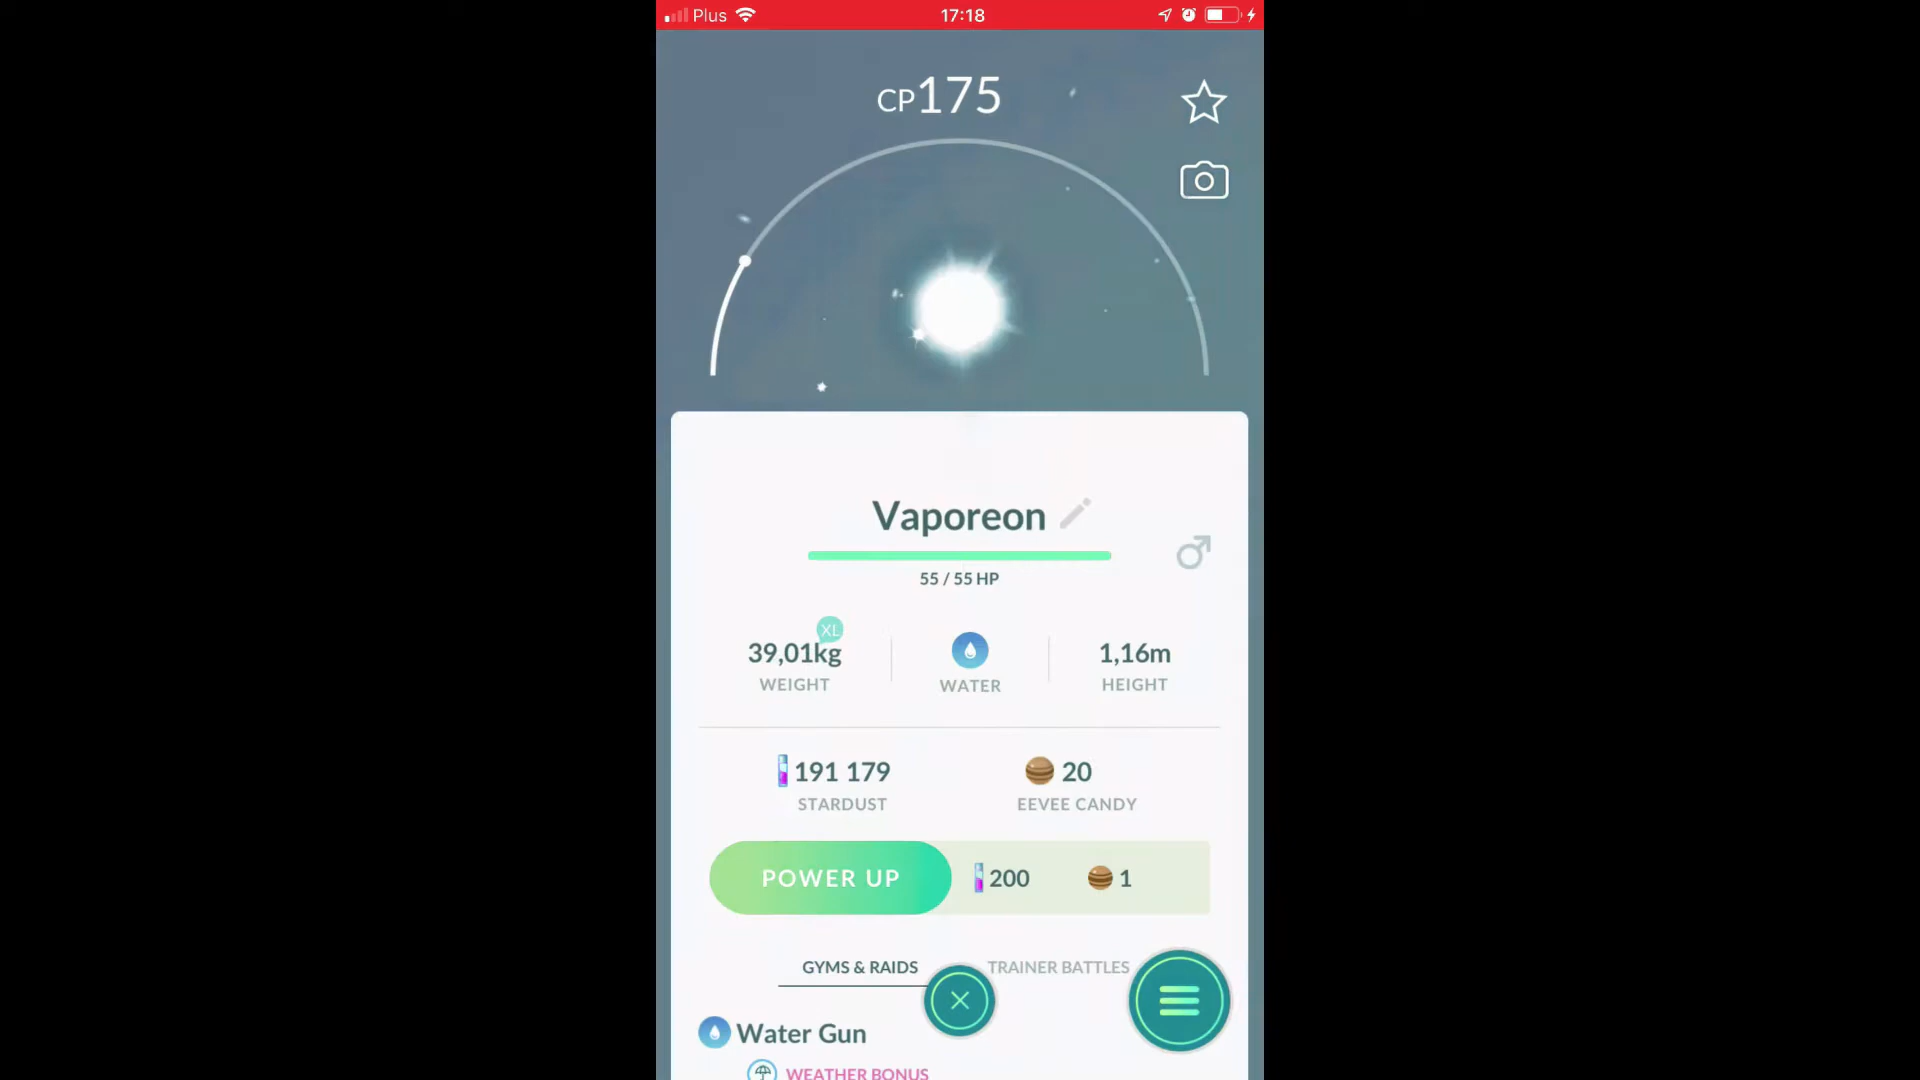 Plus 17:18
CP175
Vaporeon
55 / 55 HP
XL
39,01kg 1,16m
WEIGHT WATER HEIGHT
191 179 20
STARDUST EEVEE CANDY
POWER UP 200 1
GYMS & RAIDS TRAINER BATTLES
Water Gun
WEATHER BONUS